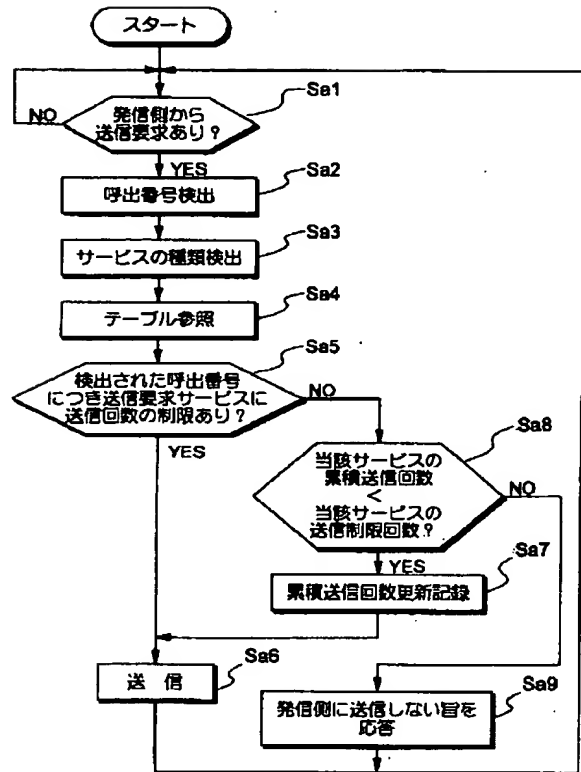 スタート
Sa1
発信側から
送信要求あり?
NO
YES
Sa2
呼出番号検出
Sa3
サービスの種類検出
Sa4
テーブル参照
Sa5
検出された呼出番号
につき送信要求サービスに
送信回数の制限あり?
NO
YES
Sa8
当該サービスの
累積送信回数
<
当該サービスの
送信制限回数?
NO
YES
Sa7
累積送信回数更新記録
Sa6
送 信
Sa9
発信側に送信しない旨を
応答